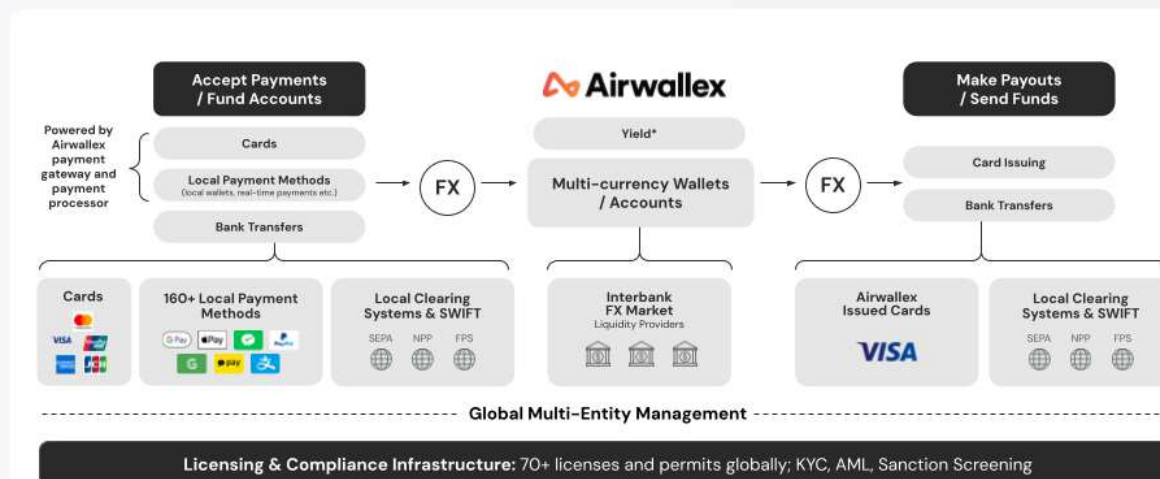 Accept Payments
/ Fund Accounts
Airwallex
Make Payouts
/ Send Funds
Powered by
Airwallex
payment
gateway and
payment
processor
Cards
Local Payment Methods
(local wallets, real-time payments etc.)
Bank Transfers
FX
Yield*
Multi-currency Wallets
/ Accounts
FX
Card Issuing
Bank Transfers
Cards
VISA
160+ Local Payment
Methods
G Pay
Pay
PayPal
G
pay
Local Clearing
Systems & SWIFT
SEPA NPP FPS
Interbank
FX Market
Liquidity Providers
Airwallex
Issued Cards
VISA
Local Clearing
Systems & SWIFT
SEPA NPP FPS
Global Multi-Entity Management
Licensing & Compliance Infrastructure: 70+ licenses and permits globally; KYC, AML, Sanction Screening